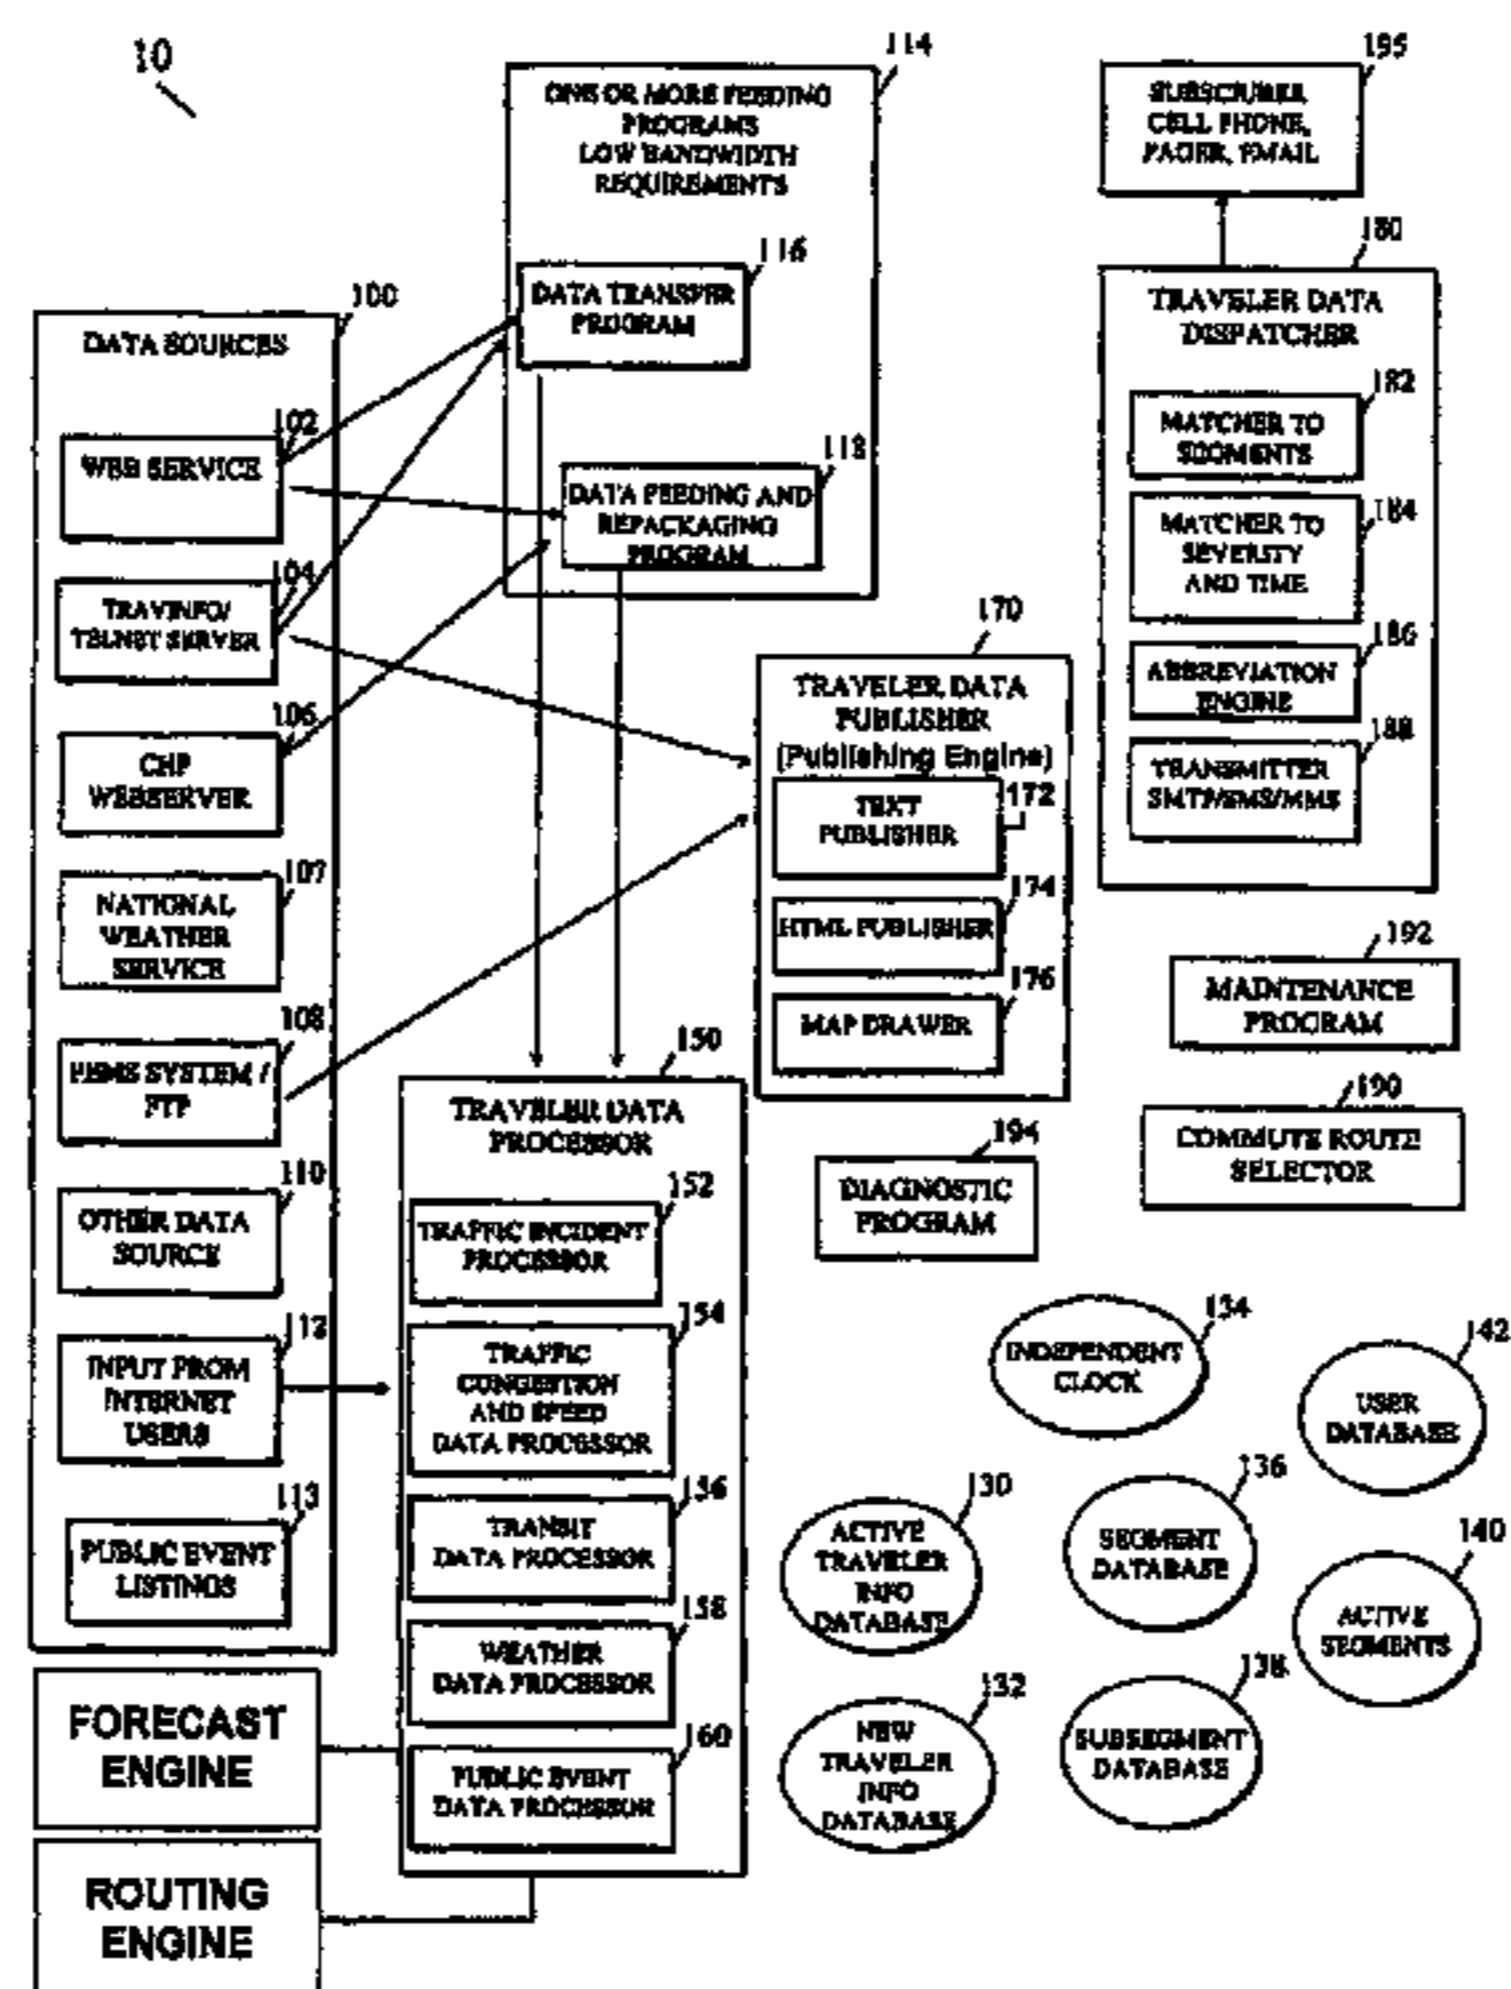 10
114
ONE OR MORE FEEDING
PROGRAMS
LOW BANDWIDTH
REQUIREMENTS
116
DATA TRANSFER
PROGRAM
118
DATA FEEDING AND
REPACKAGING
PROGRAM
195
SUBSCRIBER
CELL PHONE,
PAGER, EMAIL
180
TRAVELER DATA
DISPATCHER
182
MATCHER TO
SEGMENTS
184
MATCHER TO
SEVERITY
AND TIME
186
ABBREVIATION
ENGINE
188
TRANSMITTER
SMTP/SMS/MMS
100
DATA SOURCES
102
WEB SERVICE
104
TRAVINFO/
TELNET SERVER
106
CHP
WEBSERVER
107
NATIONAL
WEATHER
SERVICE
108
PEMS SYSTEM /
FTP
110
OTHER DATA
SOURCE
112
INPUT FROM
INTERNET
USERS
113
PUBLIC EVENT
LISTINGS
170
TRAVELER DATA
PUBLISHER
(Publishing Engine)
172
TEXT
PUBLISHER
174
HTML PUBLISHER
176
MAP DRAWER
192
MAINTENANCE
PROGRAM
190
COMMUTE ROUTE
SELECTOR
194
DIAGNOSTIC
PROGRAM
150
TRAVELER DATA
PROCESSOR
152
TRAFFIC INCIDENT
PROCESSOR
154
TRAFFIC
CONGESTION
AND SPEED
DATA PROCESSOR
156
TRANSIT
DATA PROCESSOR
158
WEATHER
DATA PROCESSOR
160
PUBLIC EVENT
DATA PROCESSOR
134
INDEPENDENT
CLOCK
142
USER
DATABASE
130
ACTIVE
TRAVELER
INFO
DATABASE
136
SEGMENT
DATABASE
140
ACTIVE
SEGMENTS
132
NEW
TRAVELER
INFO
DATABASE
138
SUBSEGMENT
DATABASE
FORECAST
ENGINE
ROUTING
ENGINE